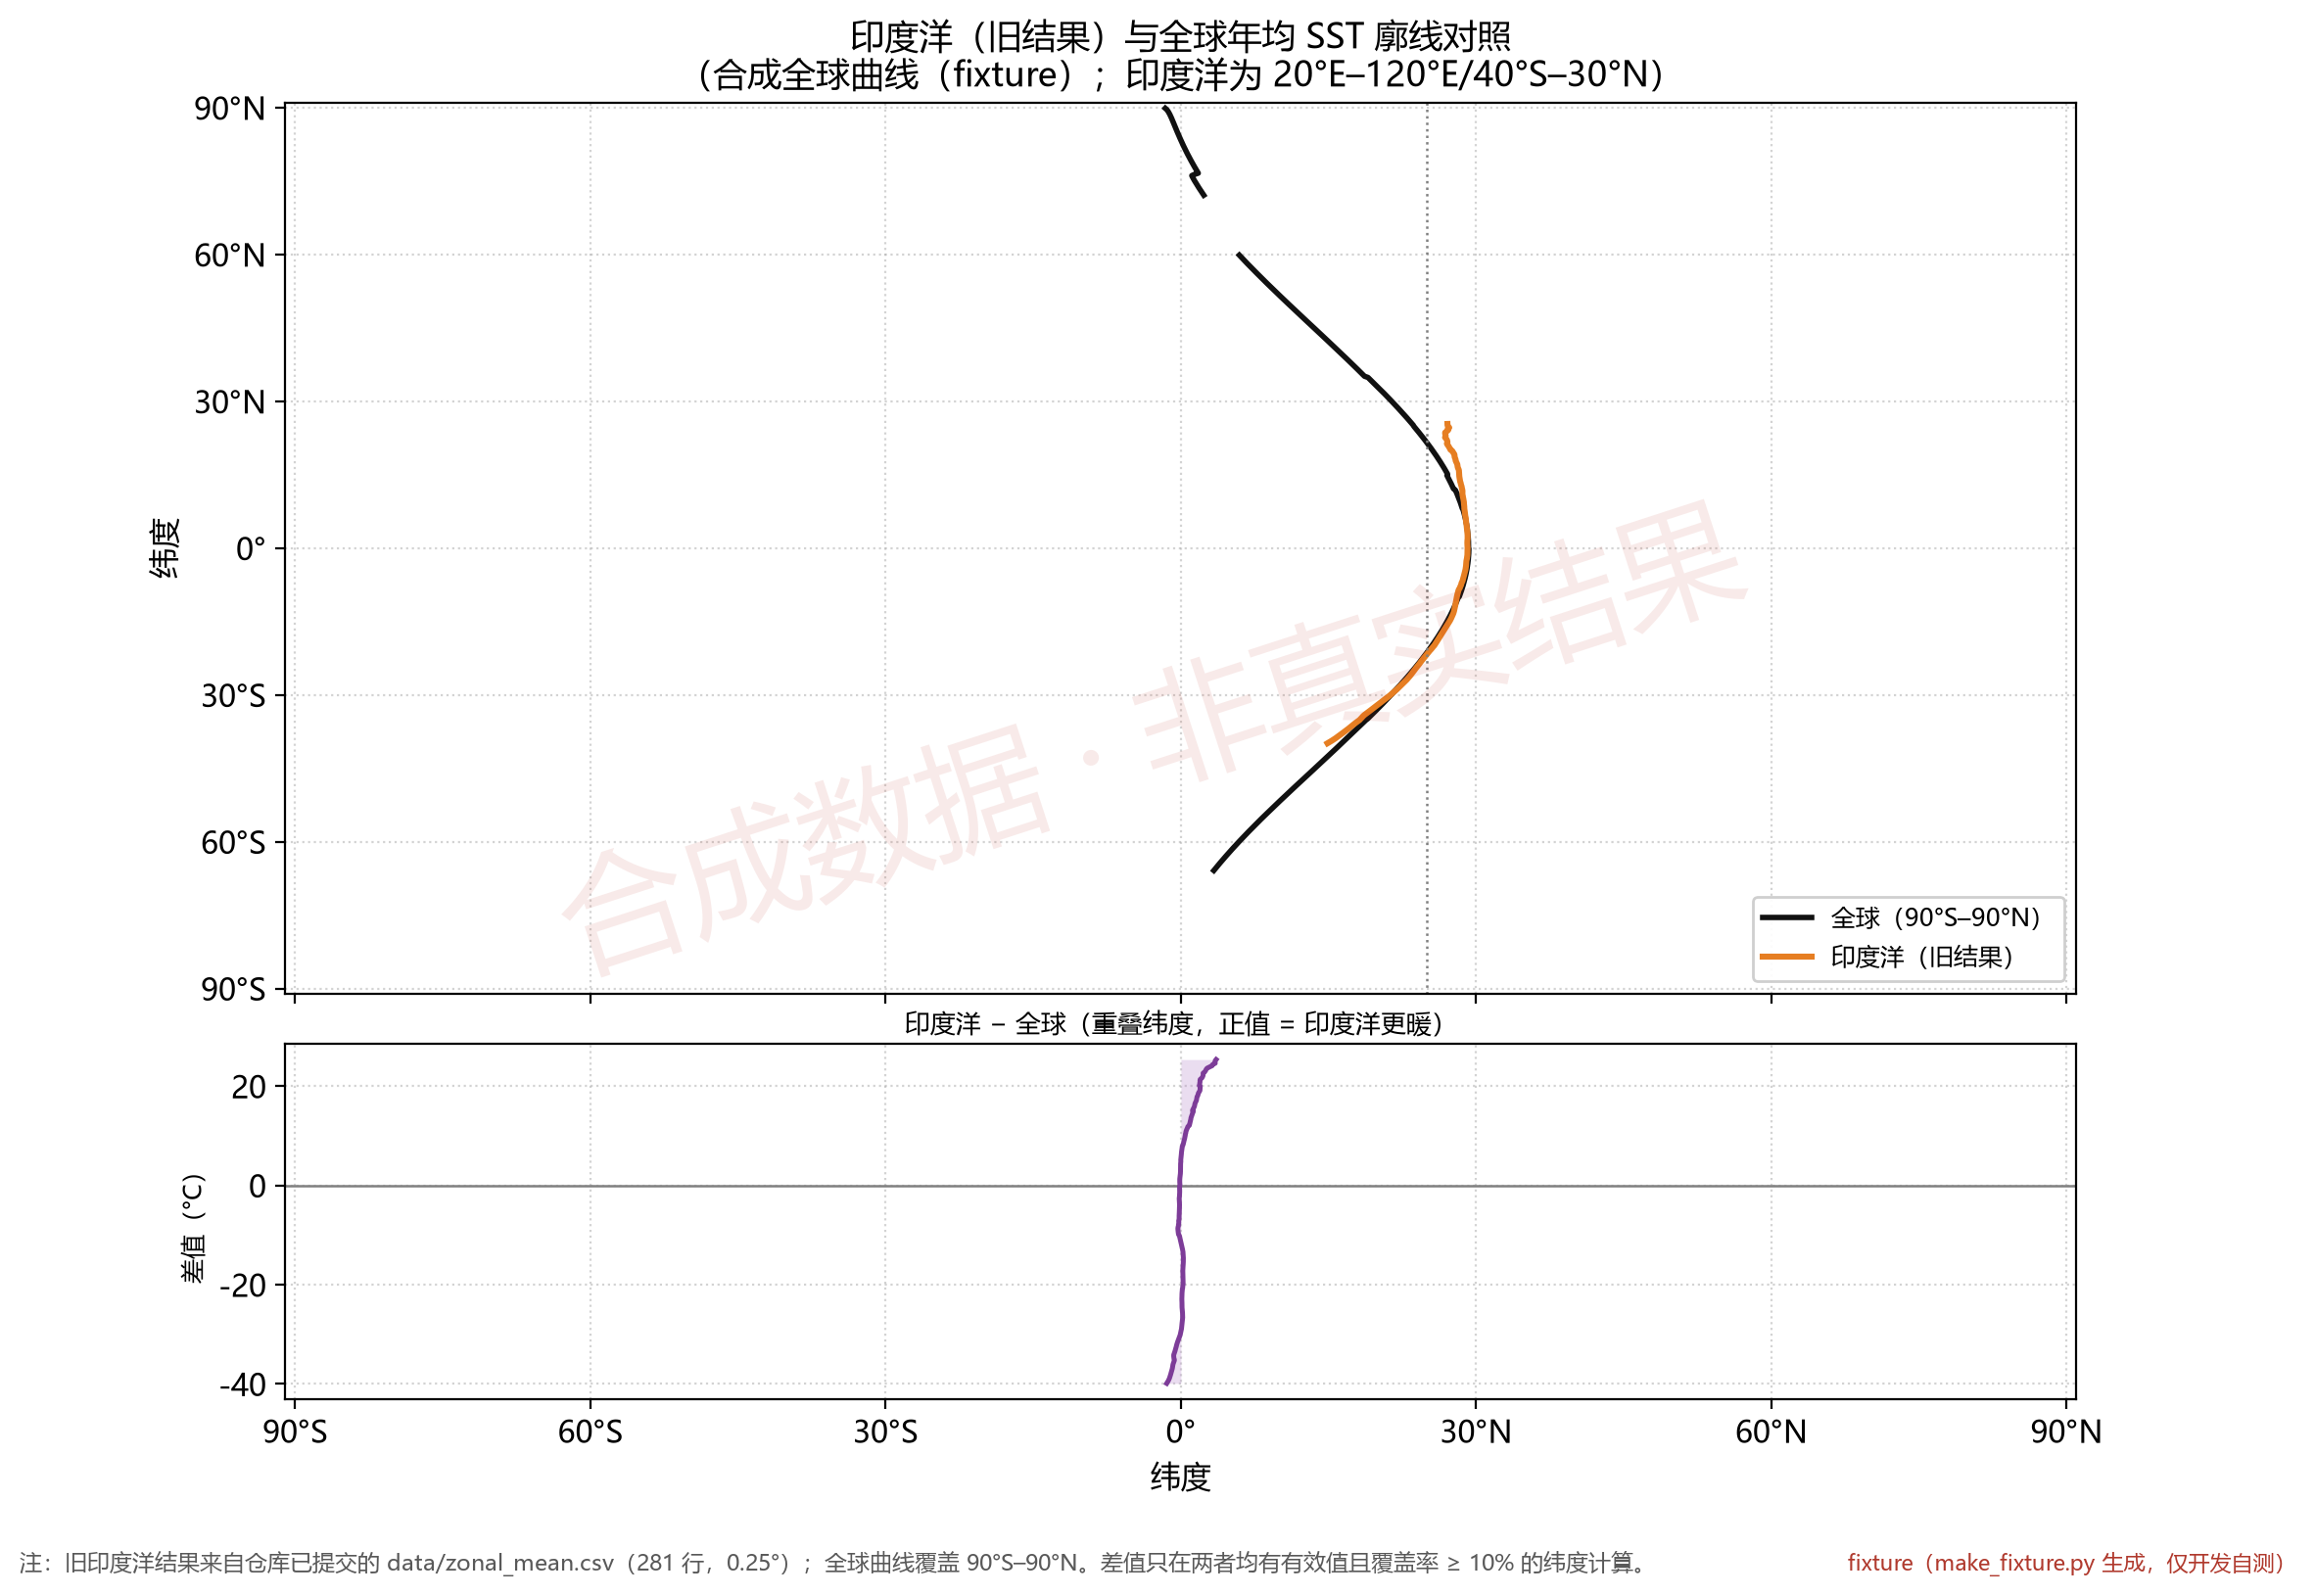 印度洋（旧结果）与全球年均 SST 廓线对照
（合成全球曲线（fixture）；印度洋为 20°E–120°E/40°S–30°N）
90°N
60°N
30°N
0°
30°S
60°S
90°S
纬度
合成数据 · 非真实结果
全球（90°S–90°N）
印度洋（旧结果）
印度洋 − 全球（重叠纬度，正值 = 印度洋更暖）
20
0
-20
-40
差值（°C）
90°S
60°S
30°S
0°
30°N
60°N
90°N
纬度
注：旧印度洋结果来自仓库已提交的 data/zonal_mean.csv（281 行，0.25°）；全球曲线覆盖 90°S–90°N。差值只在两者均有有效值且覆盖率 ≥ 10% 的纬度计算。
fixture（make_fixture.py 生成，仅开发自测）